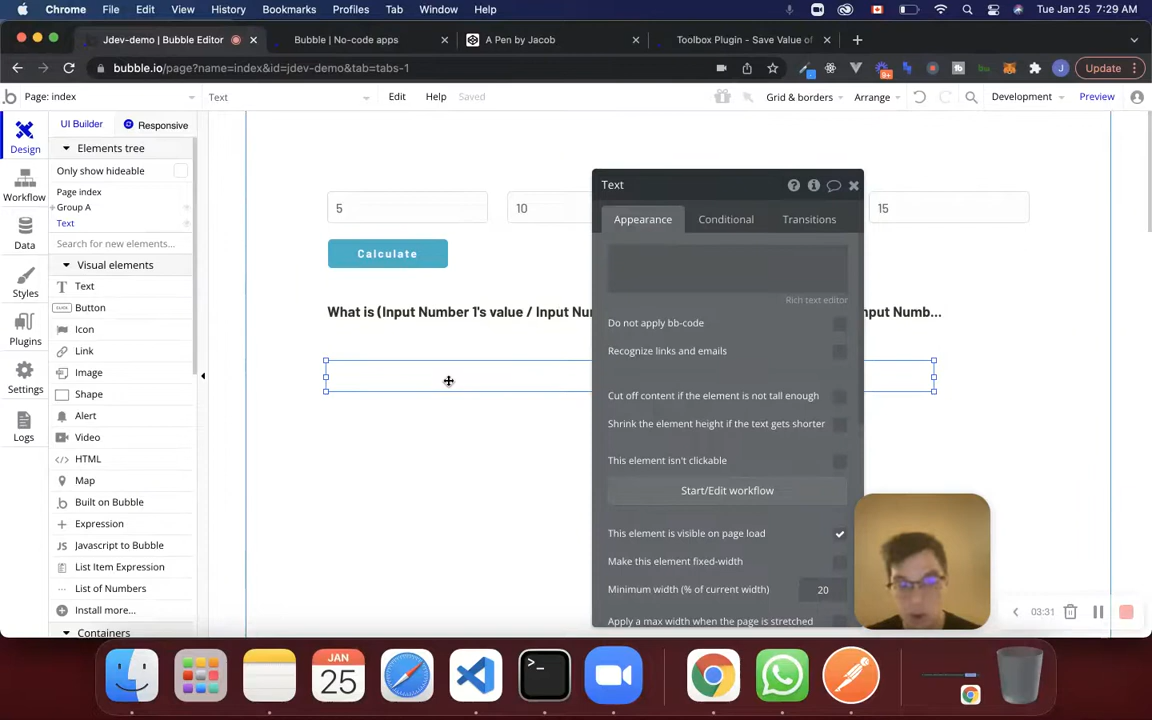 Chrome File Edit View History Bookmarks Profiles Tab Window Help Tue Jan 25 7:29 AM
Jdev-demo | Bubble Editor Bubble | No-code apps A Pen by Jacob Toolbox Plugin - Save Value of
bubble.io/page?name=index&id=jdev-demo&tab=tabs-1 9+ J Update
Page: index Text Edit Help Saved Grid & borders Arrange Development Preview
UI Builder Responsive
Design
Workflow
Data
Styles
Plugins
Settings
Logs
Elements tree
Only show hideable
Page index
Group A
Text
Search for new elements...
Visual elements
Text
Button
Icon
Link
Image
Shape
Alert
Video
HTML
Map
Built on Bubble
Expression
Javascript to Bubble
List Item Expression
List of Numbers
Install more...
Containers
5 10 15
Calculate
What is (Input Number 1's value / Input Nu
nput Numb...
Text
Appearance Conditional Transitions
Rich text editor
Do not apply bb-code
Recognize links and emails
Cut off content if the element is not tall enough
Shrink the element height if the text gets shorter
This element isn't clickable
Start/Edit workflow
This element is visible on page load
Make this element fixed-width
Minimum width (% of current width) 20
Apply a max width when the page is stretched
03:31
JAN
25